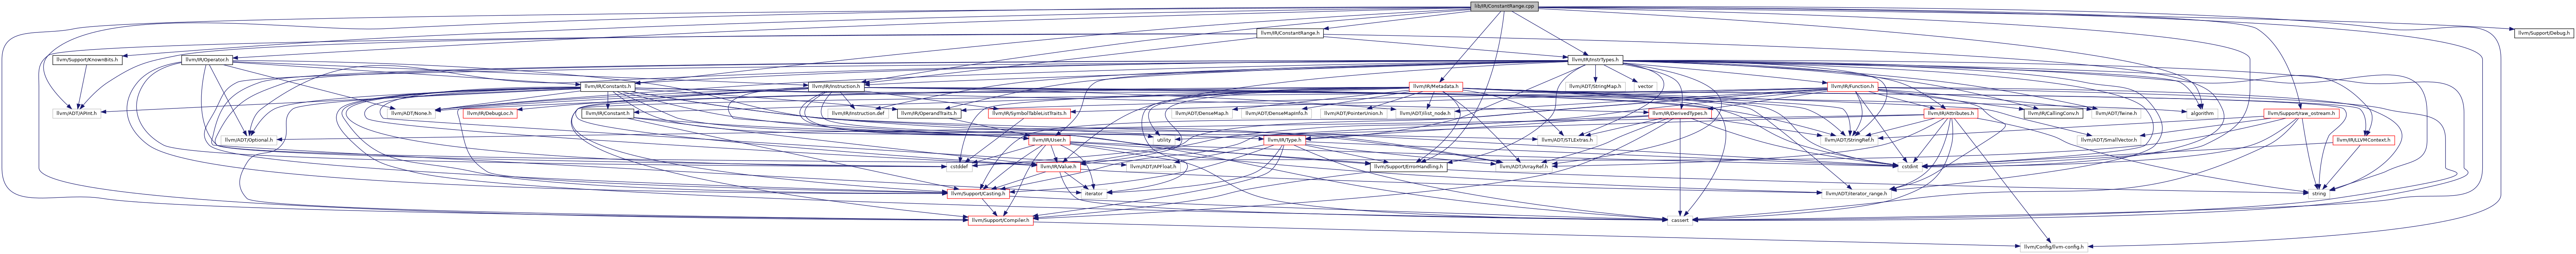 lib/IR/ConstantRange.cpp
llvm/IR/ConstantRange.h
llvm/Support/Debug.h
llvm/Support/KnownBits.h
llvm/IR/Operator.h
llvm/IR/InstrTypes.h
llvm/IR/Constants.h
llvm/IR/Instruction.h
llvm/IR/Metadata.h
llvm/ADT/StringMap.h
vector
llvm/IR/Function.h
llvm/ADT/APInt.h
llvm/ADT/None.h
llvm/IR/DebugLoc.h
llvm/IR/Constant.h
llvm/IR/Instruction.def
llvm/IR/OperandTraits.h
llvm/IR/SymbolTableListTraits.h
llvm/ADT/DenseMap.h
llvm/ADT/DenseMapInfo.h
llvm/ADT/PointerUnion.h
llvm/ADT/ilist_node.h
llvm/IR/DerivedTypes.h
llvm/IR/Attributes.h
llvm/IR/CallingConv.h
llvm/ADT/Twine.h
algorithm
llvm/Support/raw_ostream.h
llvm/ADT/Optional.h
llvm/IR/User.h
utility
llvm/IR/Type.h
llvm/ADT/STLExtras.h
llvm/ADT/StringRef.h
llvm/ADT/SmallVector.h
llvm/IR/LLVMContext.h
cstddef
llvm/IR/Value.h
llvm/ADT/APFloat.h
llvm/Support/ErrorHandling.h
llvm/ADT/ArrayRef.h
cstdint
llvm/Support/Casting.h
iterator
llvm/ADT/iterator_range.h
string
llvm/Support/Compiler.h
cassert
llvm/Config/llvm-config.h